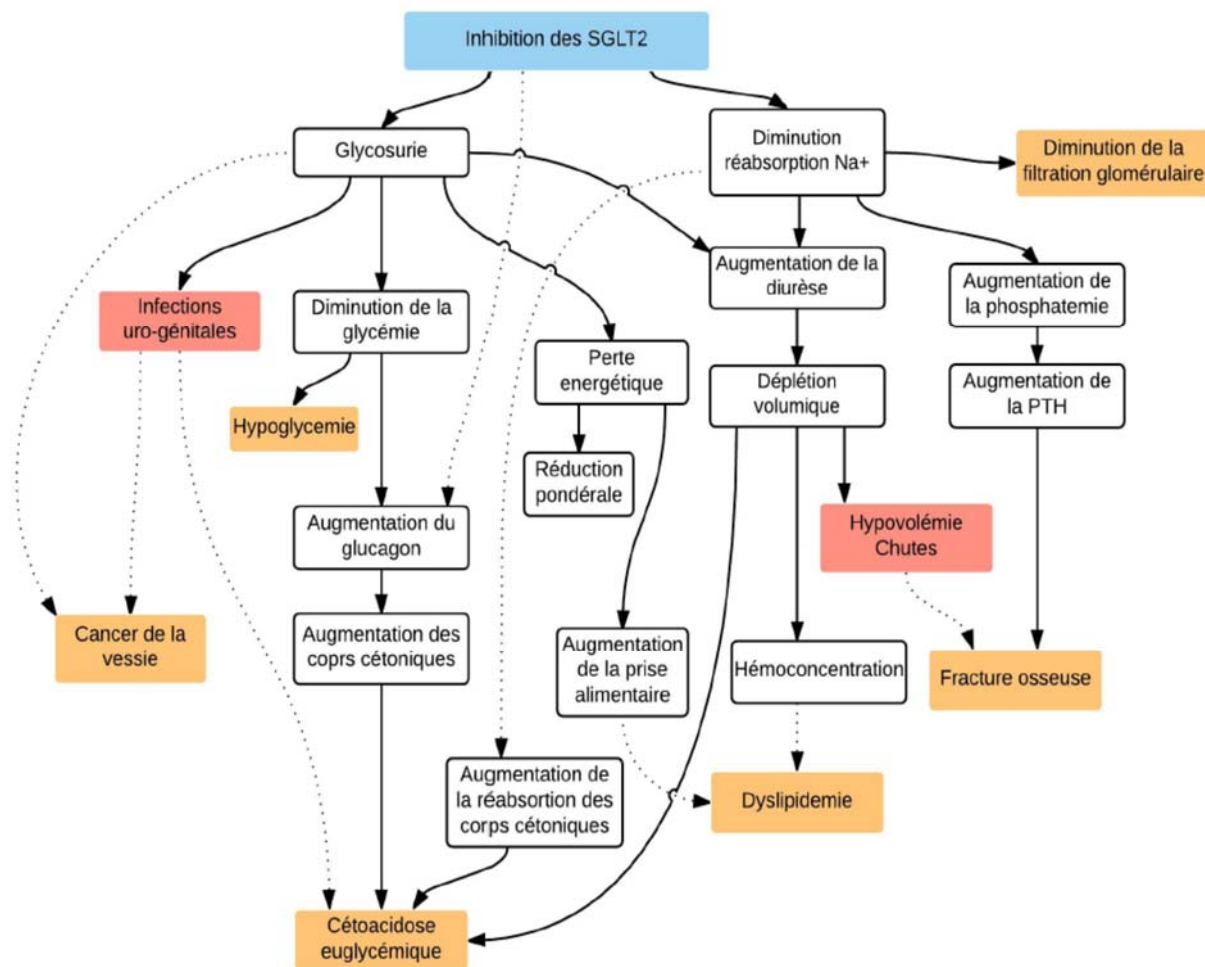 Inhibition des SGLT2
Glycosurie
Diminution
réabsorption Na+
Diminution de la
filtration glomérulaire
Infections
uro-génitales
Diminution de la
glycémie
Augmentation de la
diurèse
Augmentation de
la phosphatemie
Perte
energétique
Déplétion
volumique
Augmentation de
la PTH
Hypoglycemie
Réduction
pondérale
Augmentation du
glucagon
Hypovolémie
Chutes
Cancer de la
vessie
Augmentation des
coprs cétoniques
Augmentation
de la prise
alimentaire
Hémoconcentration
Fracture osseuse
Augmentation de
la réabsortion des
corps cétoniques
Dyslipidemie
Cétoacidose
euglycémique